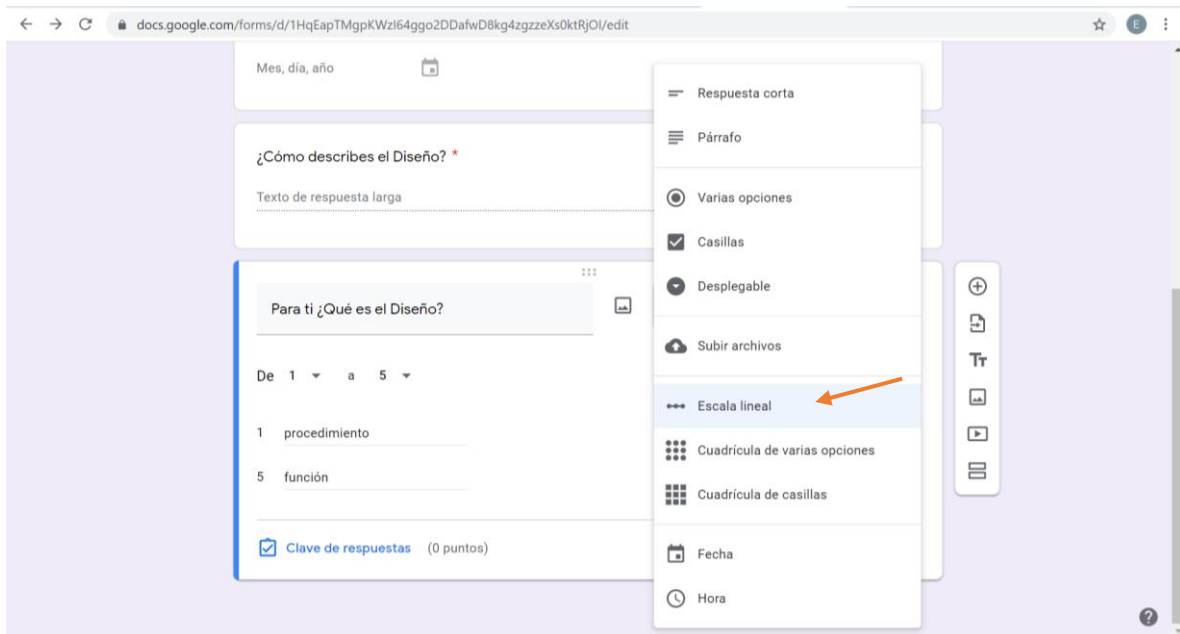 docs.google.com/forms/d/1HqEapTMgpKWzI64ggo2DDafwD8kg4zgzzeXs0ktRjOI/edit
E
Mes, día, año
¿Cómo describes el Diseño? *
Texto de respuesta larga
Para ti ¿Qué es el Diseño?
De 1 a 5
1 procedimiento
5 función
Clave de respuestas (0 puntos)
Respuesta corta
Párrafo
Varias opciones
Casillas
Desplegable
Subir archivos
Escala lineal
Cuadrícula de varias opciones
Cuadrícula de casillas
Fecha
Hora
Tт